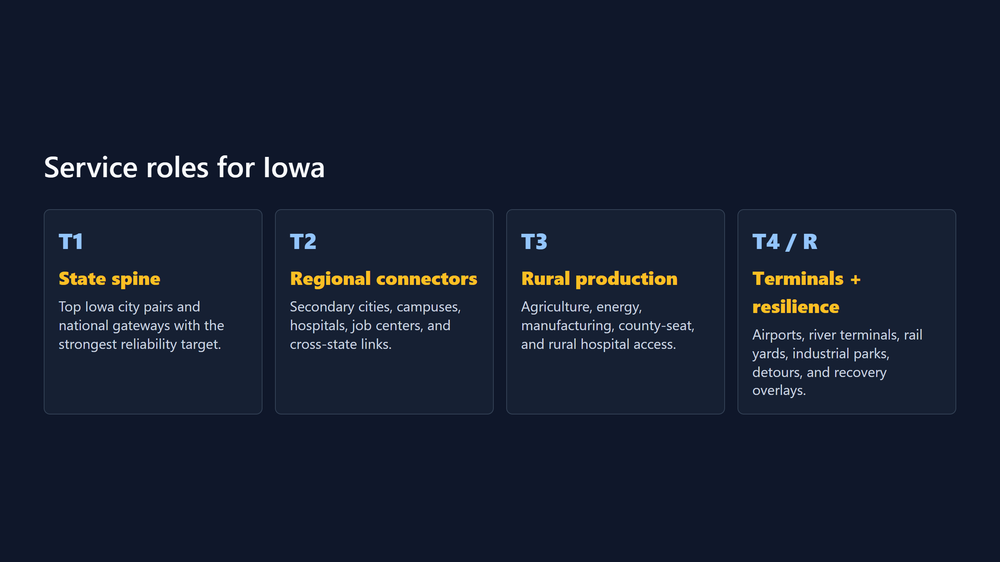 Service roles for Iowa
T1
State spine
Top Iowa city pairs and
national gateways with the
strongest reliability target.
T2
Regional connectors
Secondary cities, campuses,
hospitals, job centers, and
cross-state links.
T3
Rural production
Agriculture, energy,
manufacturing, county-seat,
and rural hospital access.
T4 / R
Terminals +
resilience
Airports, river terminals, rail
yards, industrial parks,
detours, and recovery
overlays.